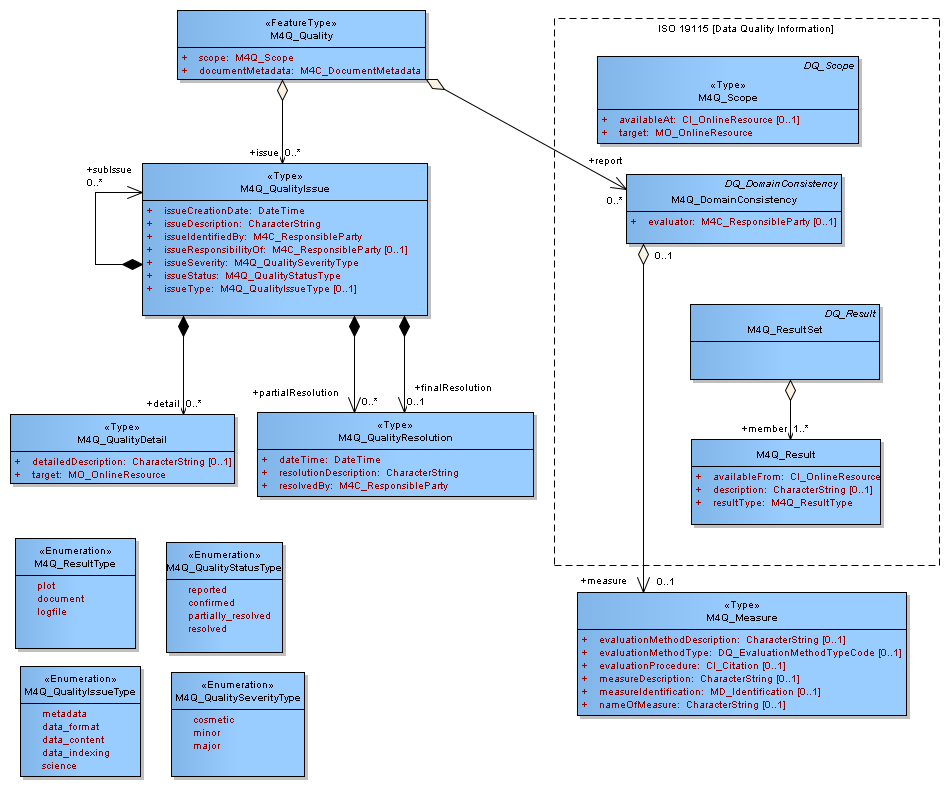 «FeatureType»
M4Q_Quality
+ scope: M4Q_Scope
+ documentMetadata: M4C_DocumentMetadata
+issue 0..*
+subIssue
0..*
«Type»
M4Q_QualityIssue
+ issueCreationDate: DateTime
+ issueDescription: CharacterString
+ issueIdentifiedBy: M4C_ResponsibleParty
+ issueResponsibilityOf: M4C_ResponsibleParty [0..1]
+ issueSeverity: M4Q_QualitySeverityType
+ issueStatus: M4Q_QualityStatusType
+ issueType: M4Q_QualityIssueType [0..1]
+detail 0..*
+partialResolution
0..*
+finalResolution
0..1
«Type»
M4Q_QualityDetail
+ detailedDescription: CharacterString [0..1]
+ target: MO_OnlineResource
«Type»
M4Q_QualityResolution
+ dateTime: DateTime
+ resolutionDescription: CharacterString
+ resolvedBy: M4C_ResponsibleParty
ISO 19115 [Data Quality Information]
DQ_Scope
«Type»
M4Q_Scope
+ availableAt: CI_OnlineResource [0..1]
+ target: MO_OnlineResource
+report
0..*
DQ_DomainConsistency
M4Q_DomainConsistency
+ evaluator: M4C_ResponsibleParty [0..1]
0..1
DQ_Result
M4Q_ResultSet
+member 1..*
M4Q_Result
+ availableFrom: CI_OnlineResource
+ description: CharacterString [0..1]
+ resultType: M4Q_ResultType
+measure
0..1
«Type»
M4Q_Measure
+ evaluationMethodDescription: CharacterString [0..1]
+ evaluationMethodType: DQ_EvaluationMethodTypeCode [0..1]
+ evaluationProcedure: CI_Citation [0..1]
+ measureDescription: CharacterString [0..1]
+ measureIdentification: MD_Identification [0..1]
+ nameOfMeasure: CharacterString [0..1]
«Enumeration»
M4Q_ResultType
plot
document
logfile
«Enumeration»
M4Q_QualityStatusType
reported
confirmed
partially_resolved
resolved
«Enumeration»
M4Q_QualityIssueType
metadata
data_format
data_content
data_indexing
science
«Enumeration»
M4Q_QualitySeverityType
cosmetic
minor
major